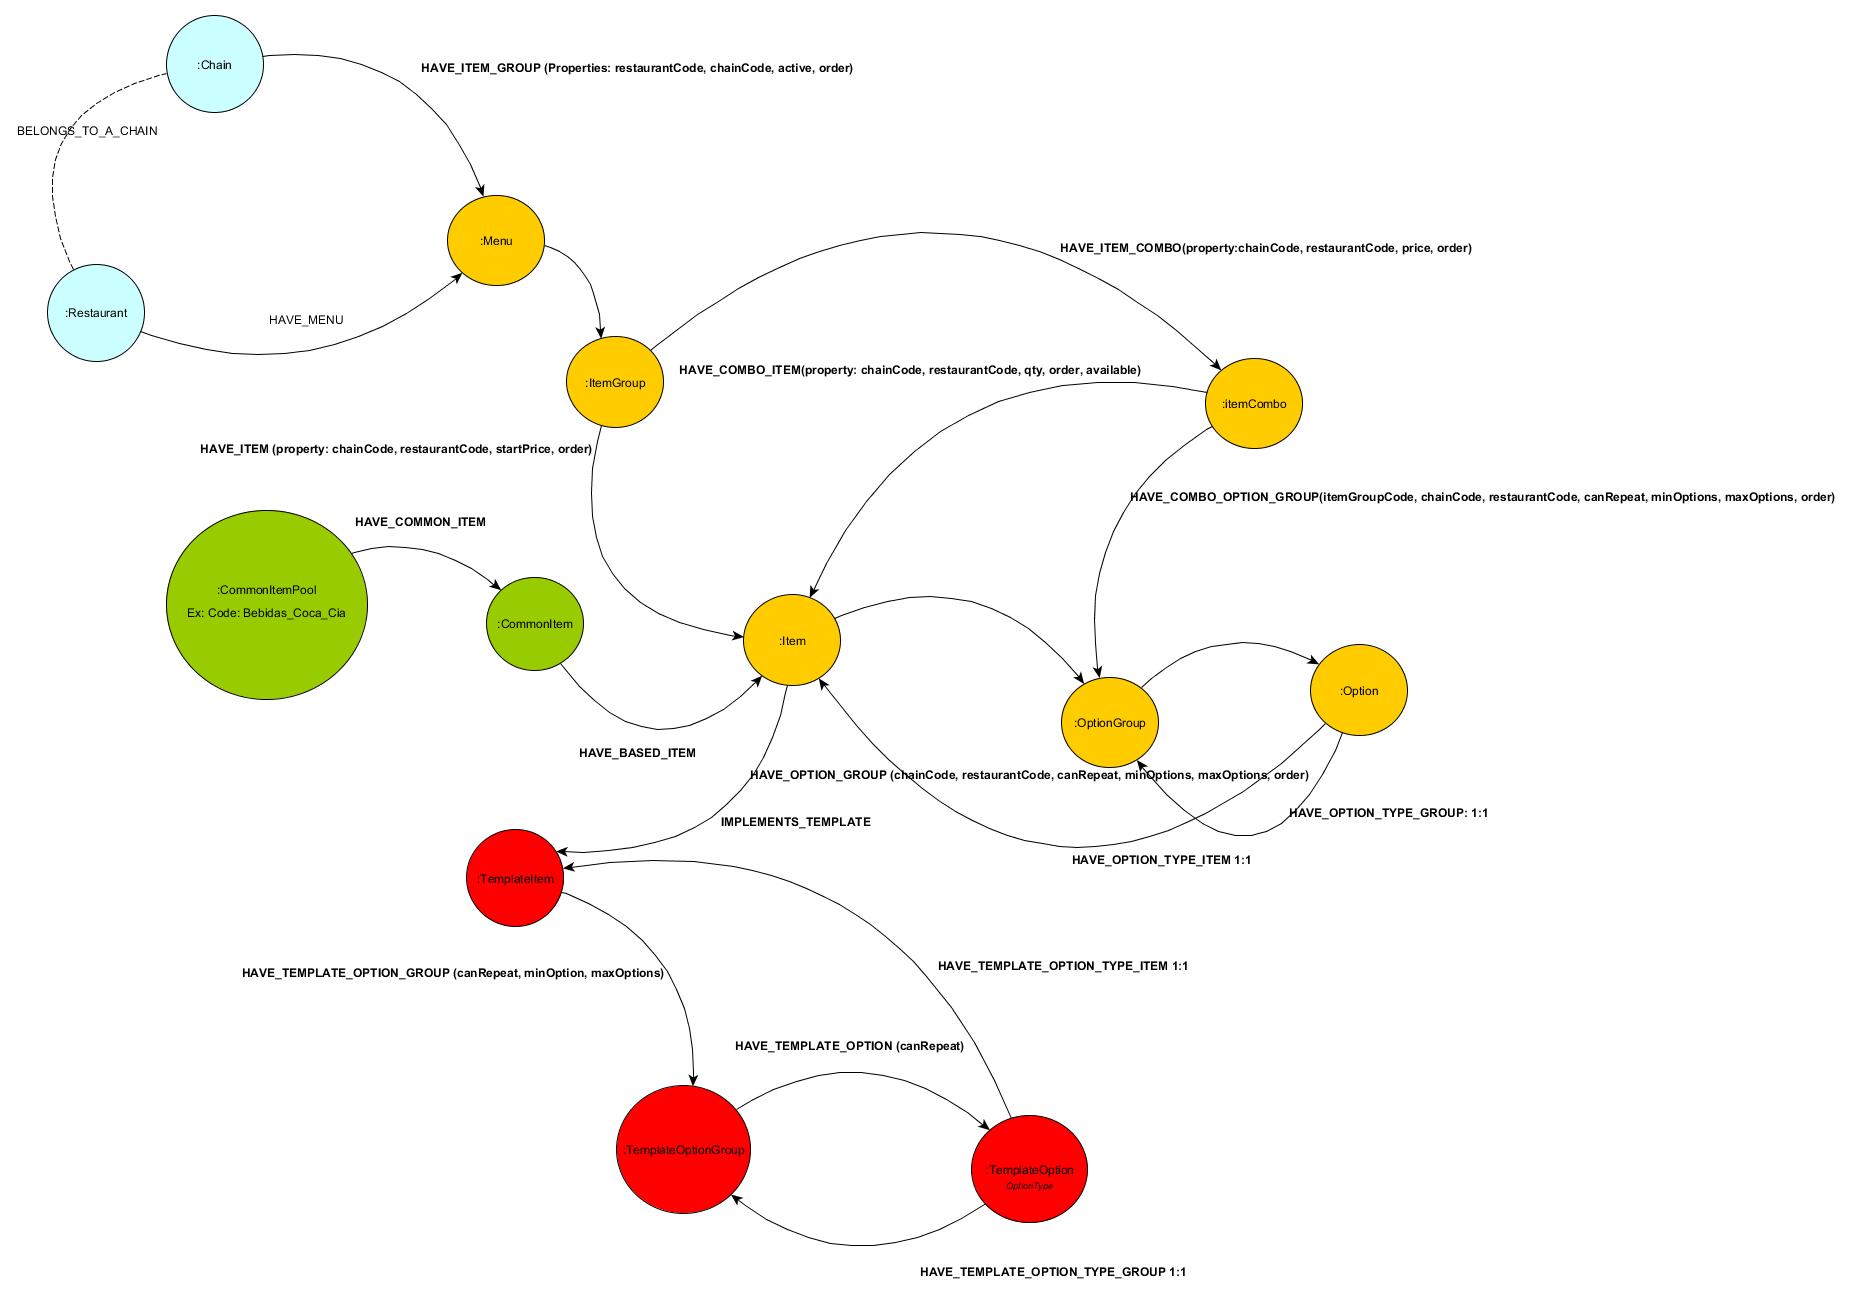 :Chain
HAVE_ITEM_GROUP (Properties: restaurantCode, chainCode, active, order)
BELONGS_TO_A_CHAIN
:Menu
HAVE_ITEM_COMBO(property:chainCode, restaurantCode, price, order)
:Restaurant
HAVE_MENU
HAVE_COMBO_ITEM(property: chainCode, restaurantCode, qty, order, available)
:ItemGroup
:itemCombo
HAVE_ITEM (property: chainCode, restaurantCode, startPrice, order)
HAVE_COMBO_OPTION_GROUP(itemGroupCode, chainCode, restaurantCode, canRepeat, minOptions, maxOptions, order)
HAVE_COMMON_ITEM
:CommonItemPool
Ex: Code: Bebidas_Coca_Cia
:CommonItem
:Item
:Option
:OptionGroup
HAVE_BASED_ITEM
HAVE_OPTION_GROUP (chainCode, restaurantCode, canRepeat, minOptions, maxOptions, order)
HAVE_OPTION_TYPE_GROUP: 1:1
IMPLEMENTS_TEMPLATE
HAVE_OPTION_TYPE_ITEM 1:1
:TemplateItem
HAVE_TEMPLATE_OPTION_TYPE_ITEM 1:1
HAVE_TEMPLATE_OPTION_GROUP (canRepeat, minOption, maxOptions)
HAVE_TEMPLATE_OPTION (canRepeat)
:TemplateOptionGroup
:TemplateOption
OptionType
HAVE_TEMPLATE_OPTION_TYPE_GROUP 1:1